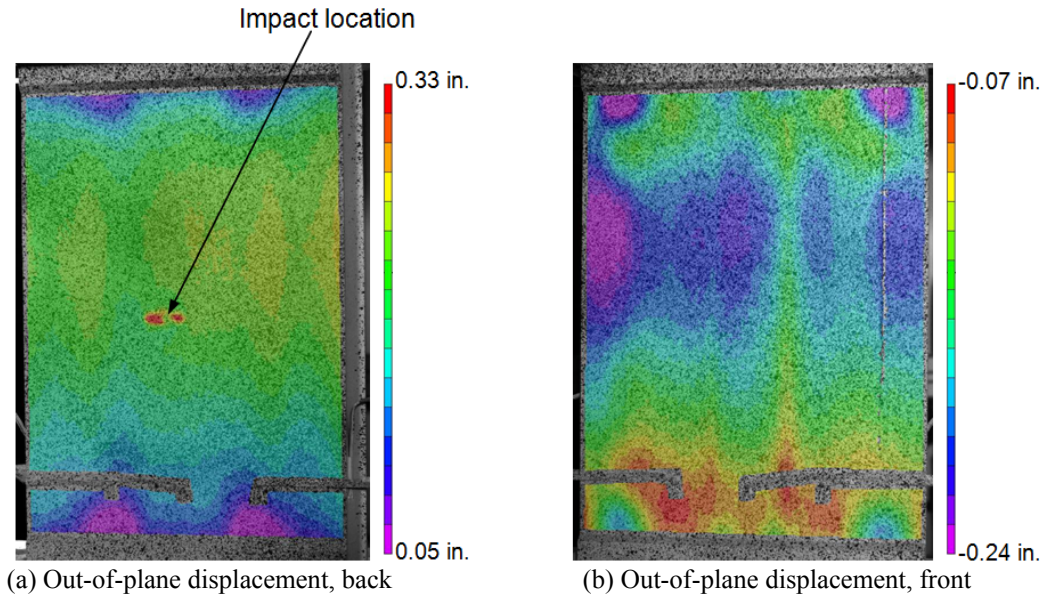 Impact location
0.33 in.
0.05 in.
-0.07 in.
-0.24 in.
(a) Out-of-plane displacement, back
(b) Out-of-plane displacement, front